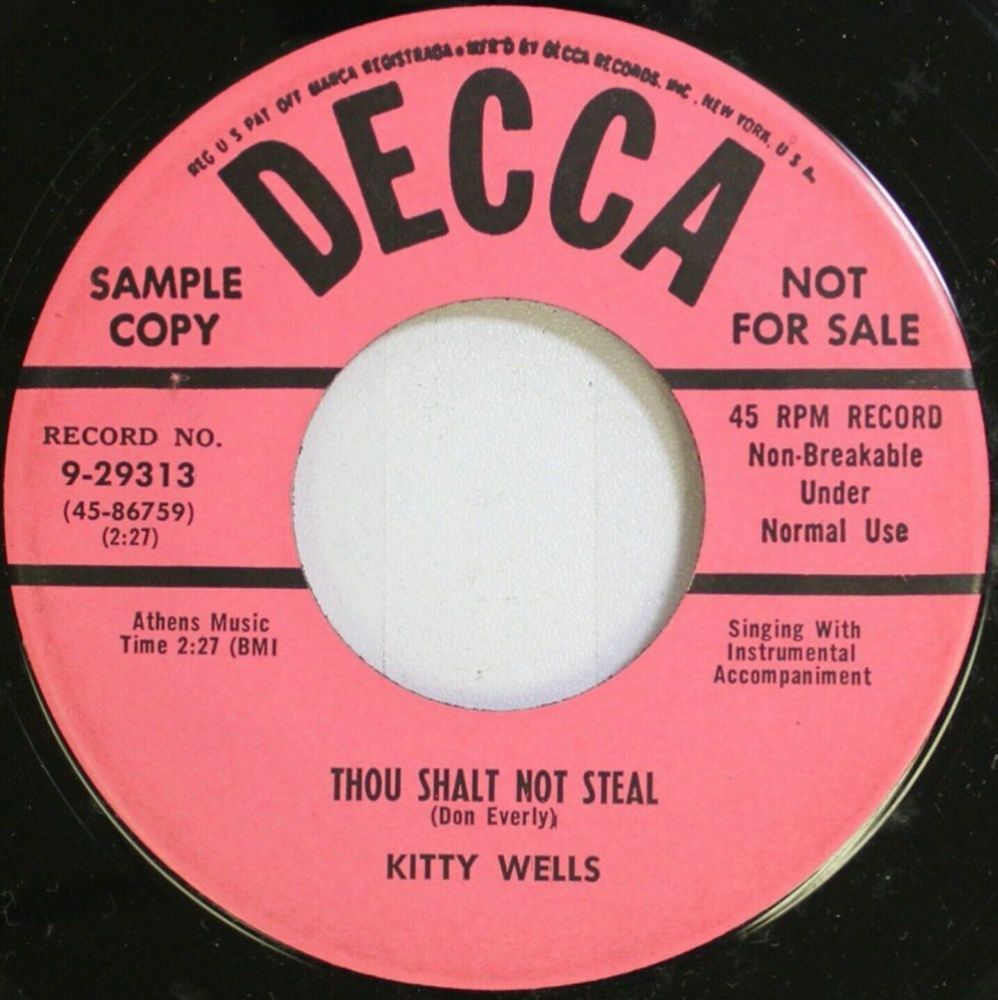 REG U S PAT OFF MARCA REGISTRADA • MFR'D BY DECCA RECORDS, INC., NEW YORK, U S A.
DECCA
SAMPLE
COPY
NOT
FOR SALE
RECORD NO.
9-29313
(45-86759)
(2:27)
45 RPM RECORD
Non-Breakable
Under
Normal Use
Athens Music
Time 2:27 (BMI
Singing With
Instrumental
Accompaniment
THOU SHALT NOT STEAL
(Don Everly)
KITTY WELLS